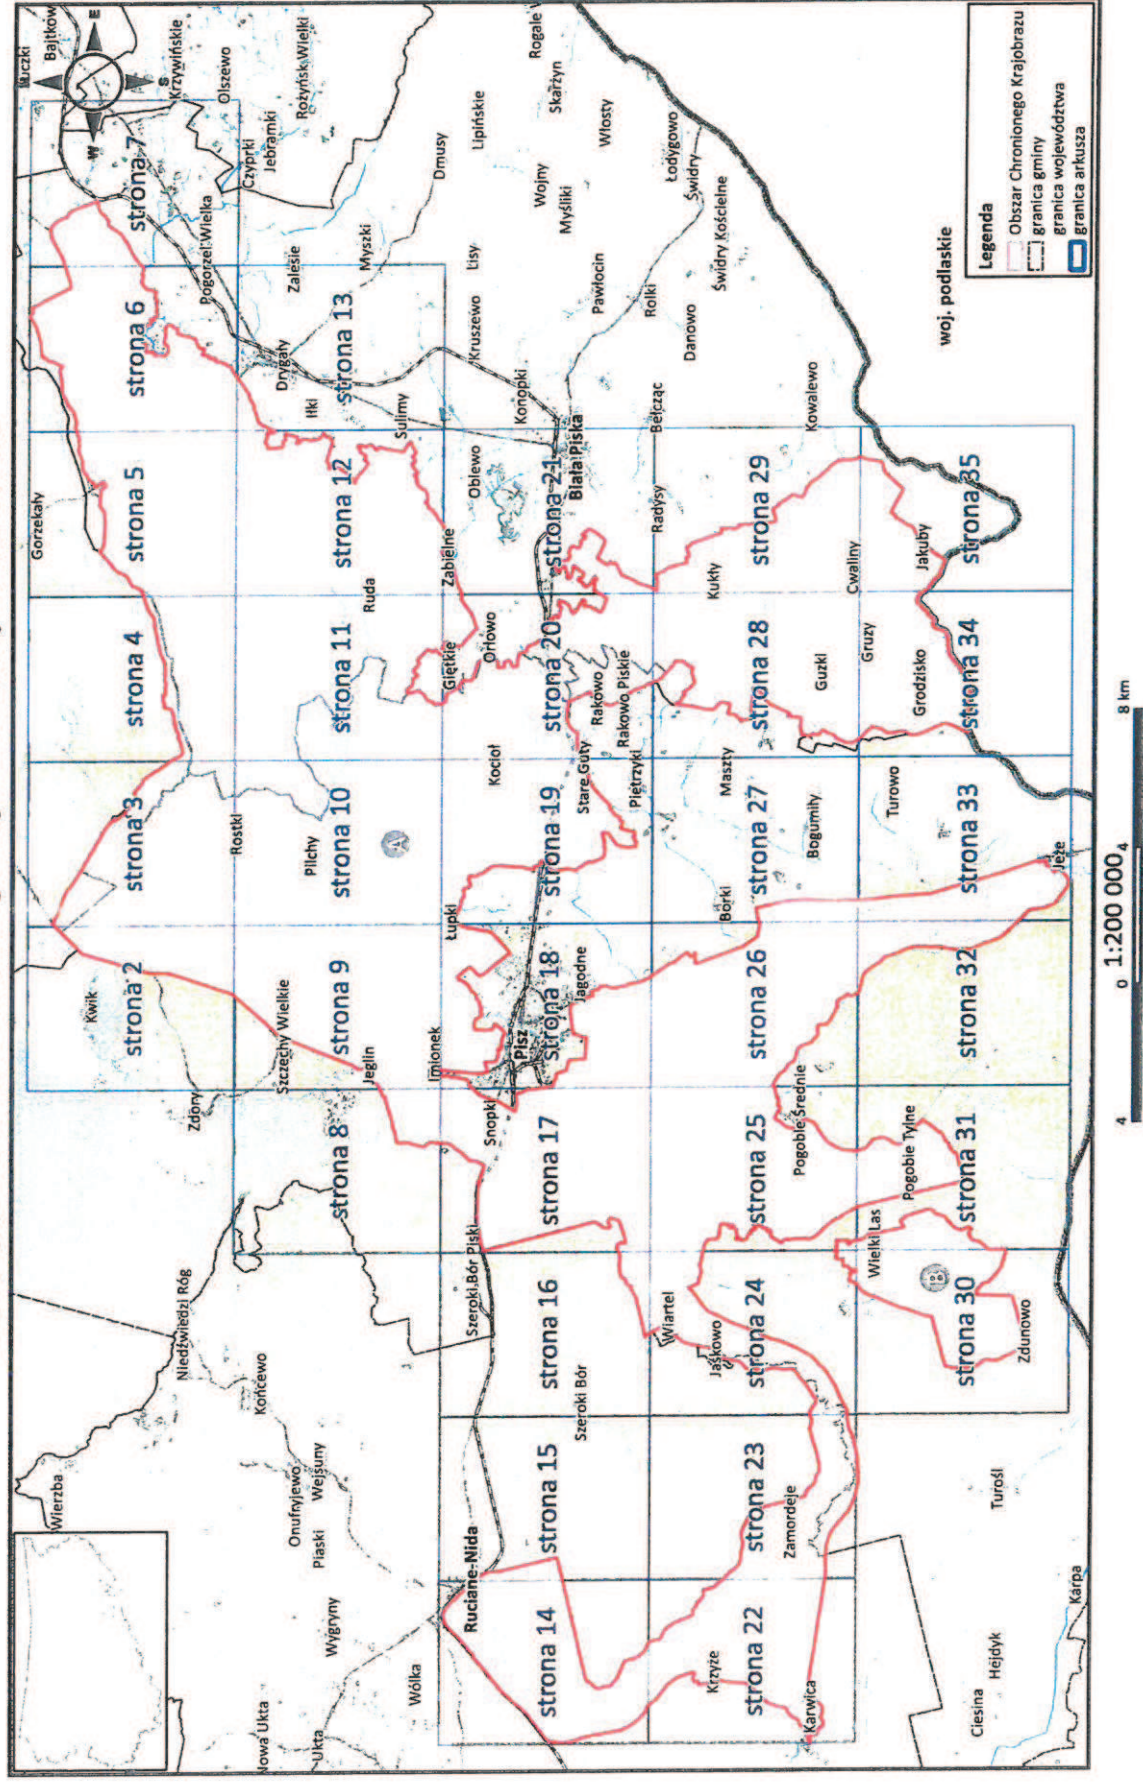 Wierzba
Niedźwiedzi Róg
Końcewo
Onufryjewo
Wejsuny
Piaski
Wygryny
Nowa Ukta
Ukta
Wólka
Ruciane-Nida
Kwik
Zdory
Szczechy Wielkie
Jeglin
Imionek
Snopki
Szeroki Bór Piski
Pisz
Łupki
Jagodne
Gorzekały
Rostki
Pilchy
Kocioł
Stare Guty
Rakowo
Rakowo Piskie
Piętrzyki
Ruda
Giętkie
Orłowo
Zabielne
Oblewo
Iłki
Sulimy
Drygały
Bajtkow
Krzywińskie
Olszewo
Rożyńsk Wielki
Czyprki
Jebramki
Pogorzel Wielka
Zalesie
Myszki
Dmusy
Lipińskie
Lisy
Kruszewo
Konopki
Biała Piska
Rogale
Skarżyn
Włosty
Wojny
Myśliki
Pawłocin
Rolki
Danowo
Łodygowo
Świdry
Świdry Kościelne
Bełcząc
Kowalewo
Radysy
Kukły
Cwaliny
Jakuby
Guzki
Gruzy
Grodzisko
Maszty
Borki
Bogumiły
Turowo
Jeże
Szeroki Bór
Wiartel
Jaśkowo
Zamordeje
Krzyże
Karwica
Pogobie Średnie
Pogobie Tylne
Wielki Las
Zdunowo
Turośl
Karpa
Hejdyk
Ciesina
strona 2
strona 3
strona 4
strona 5
strona 6
strona 7
strona 8
strona 9
strona 10
strona 11
strona 12
strona 13
strona 14
strona 15
strona 16
strona 17
strona 18
strona 19
strona 20
strona 21
strona 22
strona 23
strona 24
strona 25
strona 26
strona 27
strona 28
strona 29
strona 30
strona 31
strona 32
strona 33
strona 34
strona 35
A
B
E
S
W
woj. podlaskie
Legenda
Obszar Chronionego Krajobrazu
granica gminy
granica województwa
granica arkusza
1:200 000
4 0 4 8 km